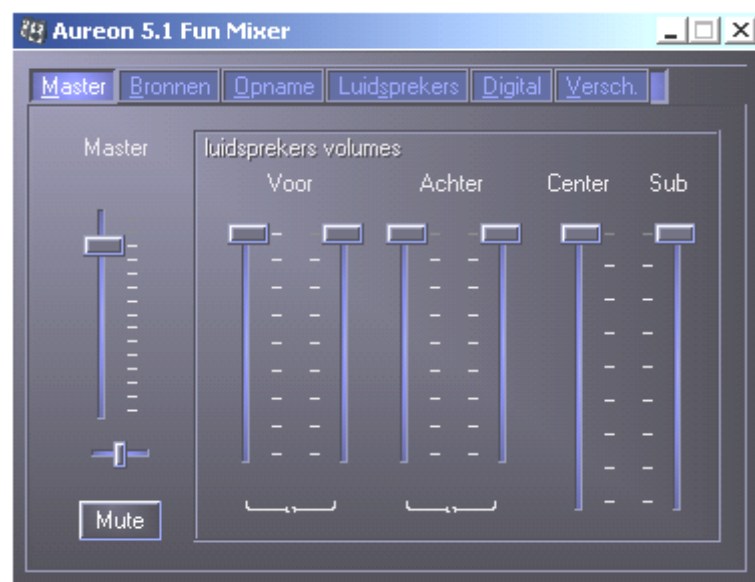 Aureon 5.1 Fun Mixer
Master Bronnen Opname Luidsprekers Digital Versch.
Master
luidsprekers volumes
Voor Achter Center Sub
Mute